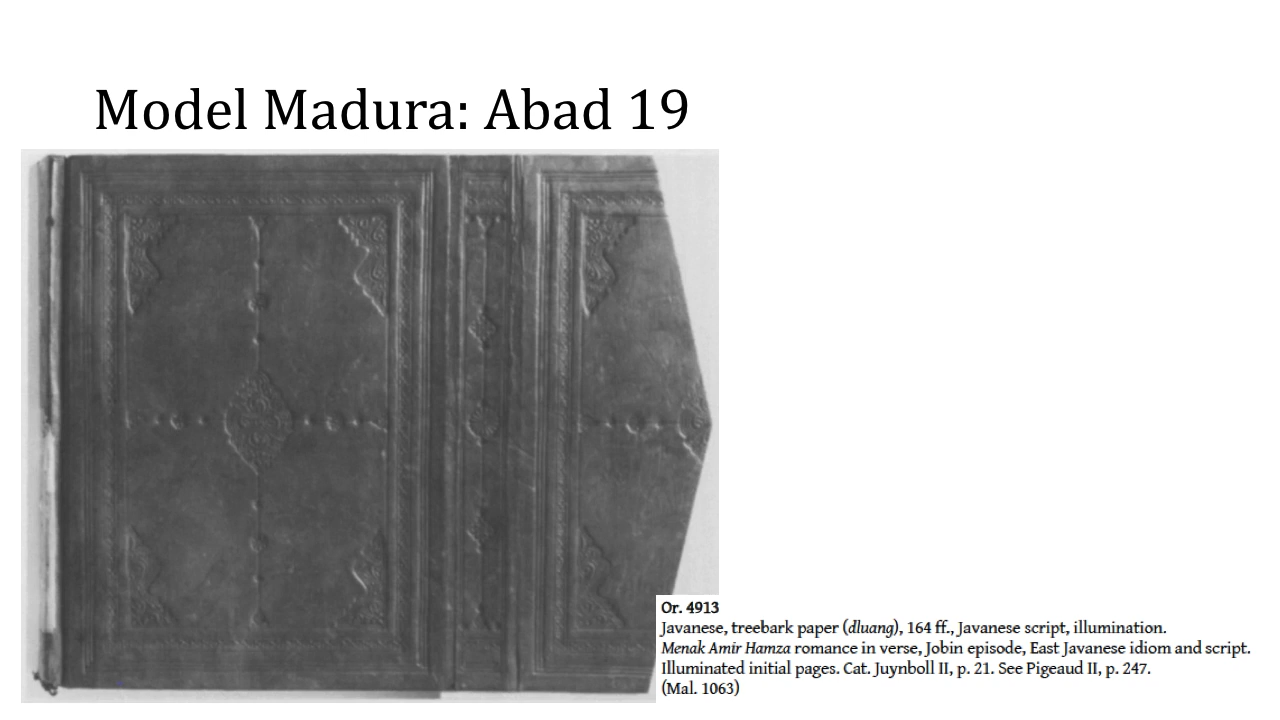 Model Madura: Abad 19
Or. 4913
Javanese, treebark paper (dluang), 164 ff., Javanese script, illumination.
Menak Amir Hamza romance in verse, Jobin episode, East Javanese idiom and script.
Illuminated initial pages. Cat. Juynboll II, p. 21. See Pigeaud II, p. 247.
(Mal. 1063)